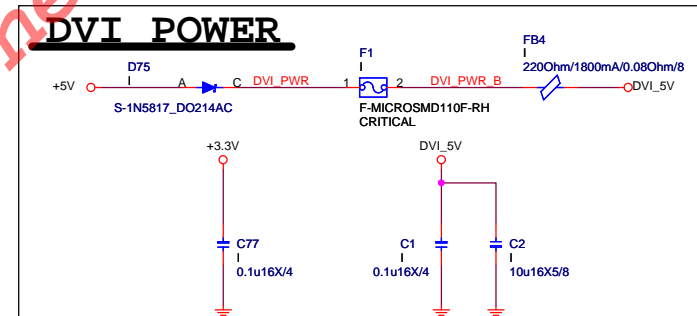 DVI POWER
D75
+5V
A
C
DVI_PWR
S-1N5817_DO214AC
F1
1
2
F-MICROSMD110F-RH
CRITICAL
DVI_PWR_B
FB4
220Ohm/1800mA/0.08Ohm/8
DVI_5V
+3.3V
C77
0.1u16X/4
DVI_5V
C1
0.1u16X/4
C2
10u16X5/8